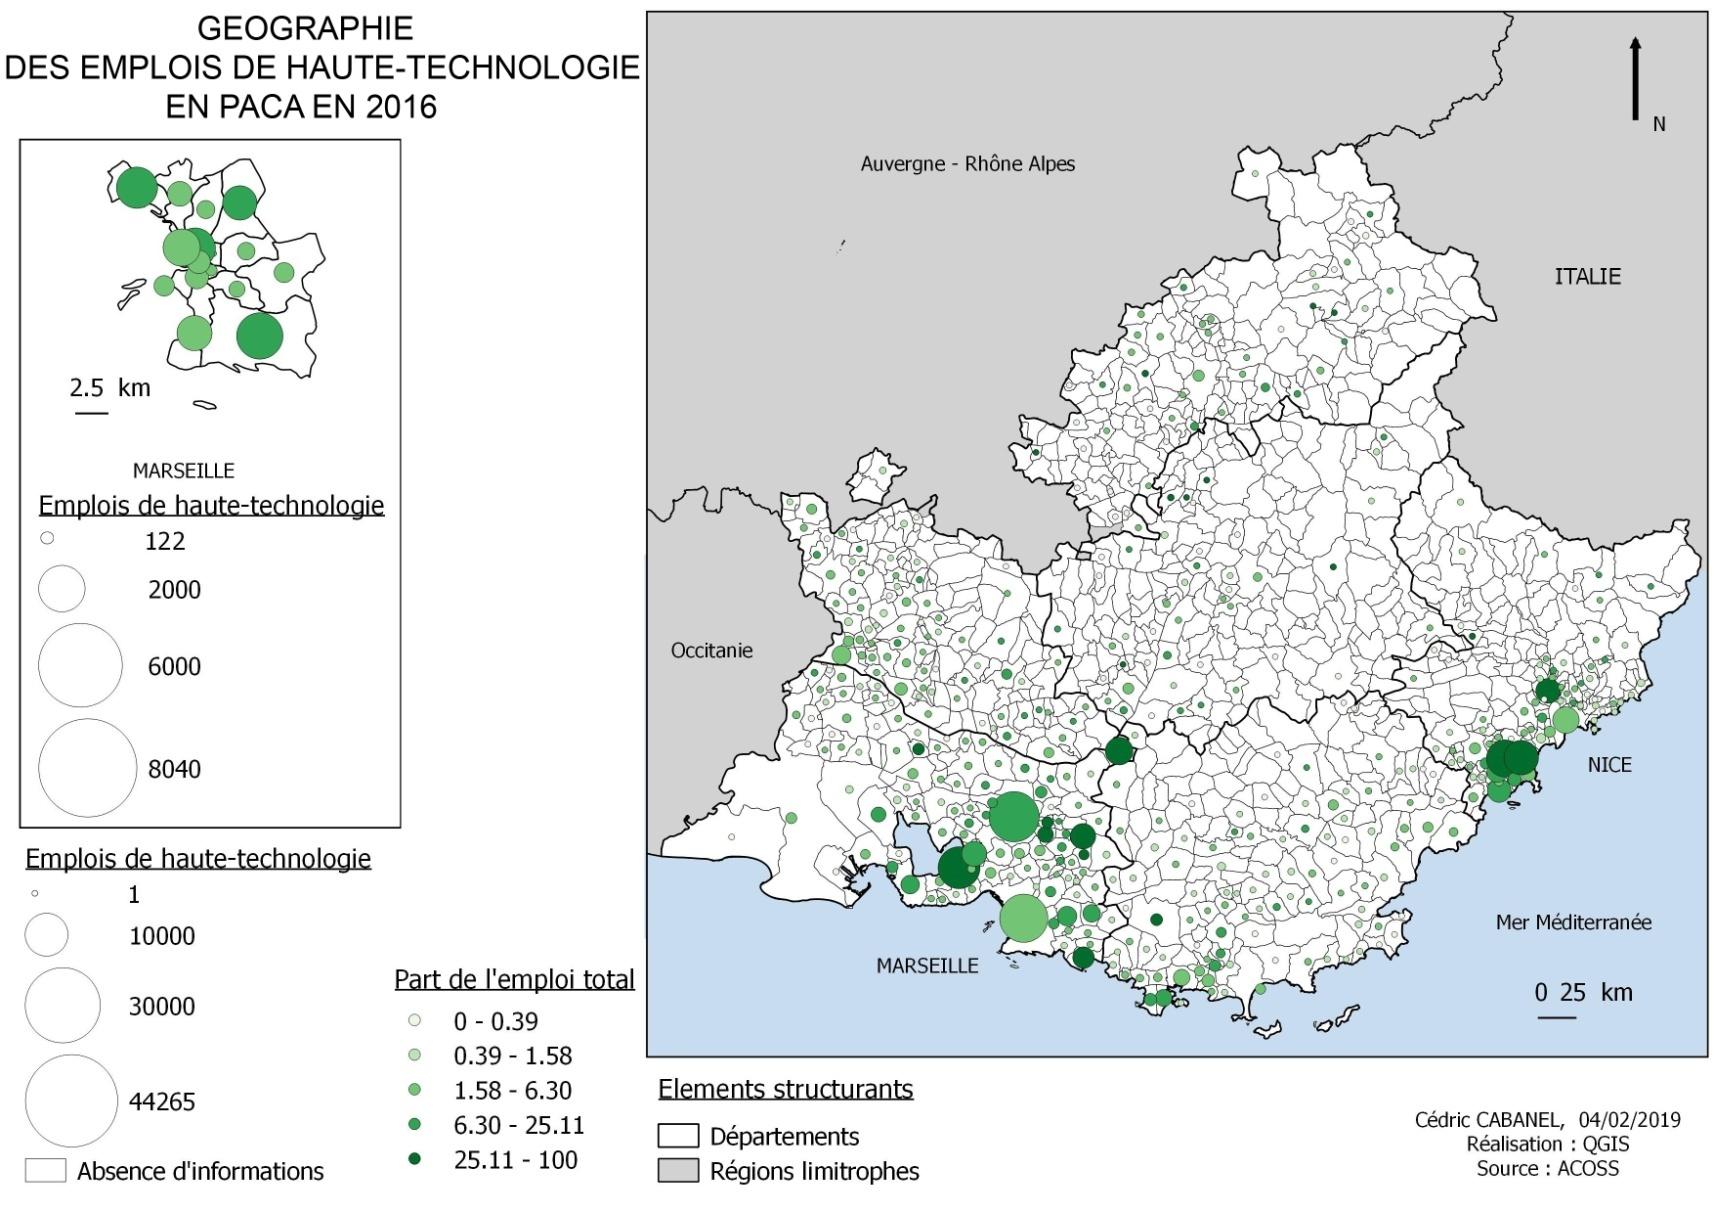 GEOGRAPHIE
DES EMPLOIS DE HAUTE-TECHNOLOGIE
EN PACA EN 2016
2.5 km
MARSEILLE
Emplois de haute-technologie
122
2000
6000
8040
Emplois de haute-technologie
1
10000
30000
44265
Absence d'informations
Part de l'emploi total
0 - 0.39
0.39 - 1.58
1.58 - 6.30
6.30 - 25.11
25.11 - 100
Auvergne - Rhône Alpes
N
ITALIE
Occitanie
NICE
Mer Méditerranée
MARSEILLE
0 25 km
Elements structurants
Départements
Régions limitrophes
Cédric CABANEL, 04/02/2019
Réalisation : QGIS
Source : ACOSS